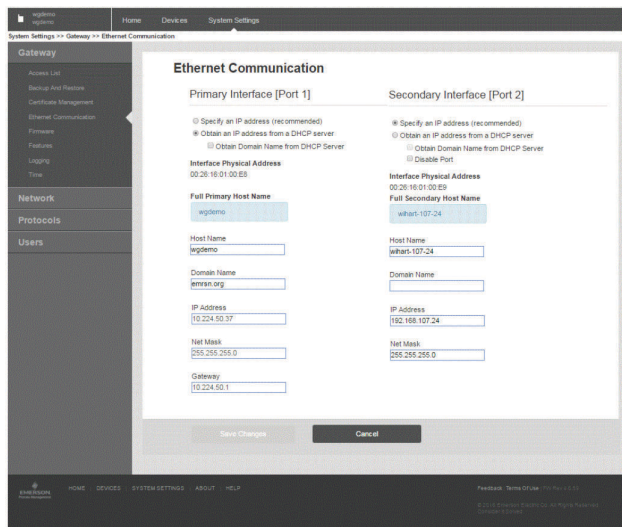 wgdemo
wgdemo
Home
Devices
System Settings
System Settings >> Gateway >> Ethernet Communication
Gateway
Access List
Backup And Restore
Certificate Management
Ethernet Communication
Firmware
Features
Logging
Time
Network
Protocols
Users
Ethernet Communication
Primary Interface [Port 1]
Specify an IP address (recommended)
Obtain an IP address from a DHCP server
Obtain Domain Name from DHCP Server
Interface Physical Address
00:26:16:01:00:E8
Full Primary Host Name
wgdemo
Host Name
wgdemo
Domain Name
emrsn.org
IP Address
10.224.50.37
Net Mask
255.255.255.0
Gateway
10.224.50.1
Secondary Interface [Port 2]
Specify an IP address (recommended)
Obtain an IP address from a DHCP server
Obtain Domain Name from DHCP Server
Disable Port
Interface Physical Address
00:26:16:01:00:E9
Full Secondary Host Name
wihart-107-24
Host Name
wihart-107-24
Domain Name
IP Address
192.168.107.24
Net Mask
255.255.255.0
Save Changes
Cancel
EMERSON
HOME
DEVICES
SYSTEM SETTINGS
ABOUT
HELP
Feedback
Terms Of Use